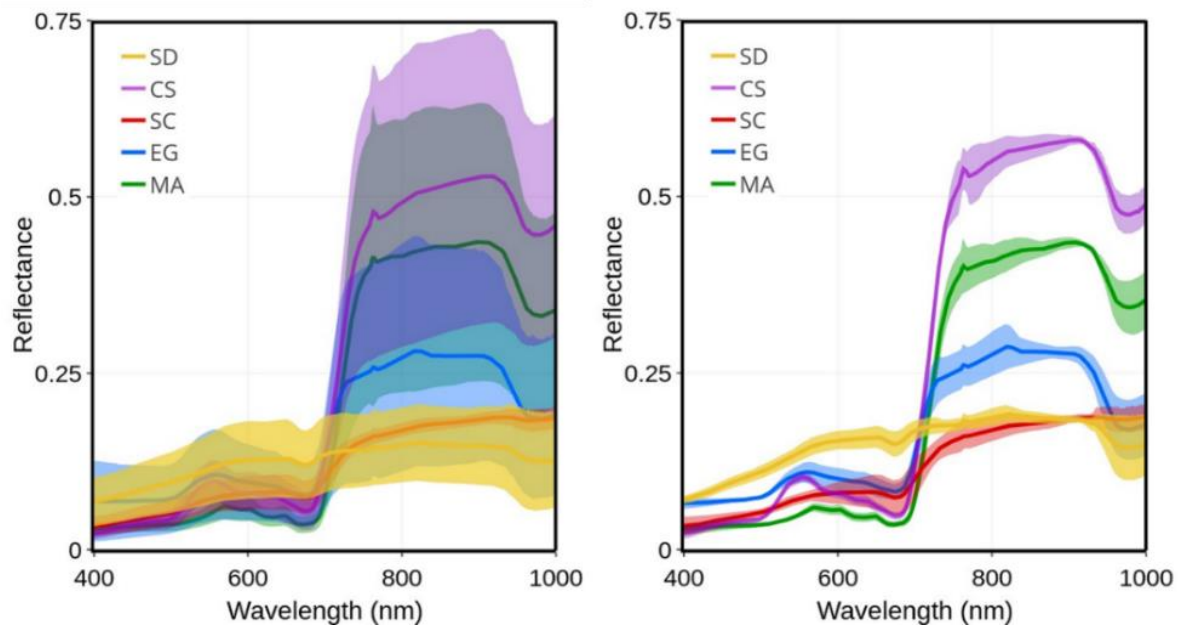 0.75
SD
CS
SC
EG
MA
0.5
0.25
0
400
600
800
1000
Reflectance
Wavelength (nm)
0.75
SD
CS
SC
EG
MA
0.5
0.25
0
400
600
800
1000
Reflectance
Wavelength (nm)